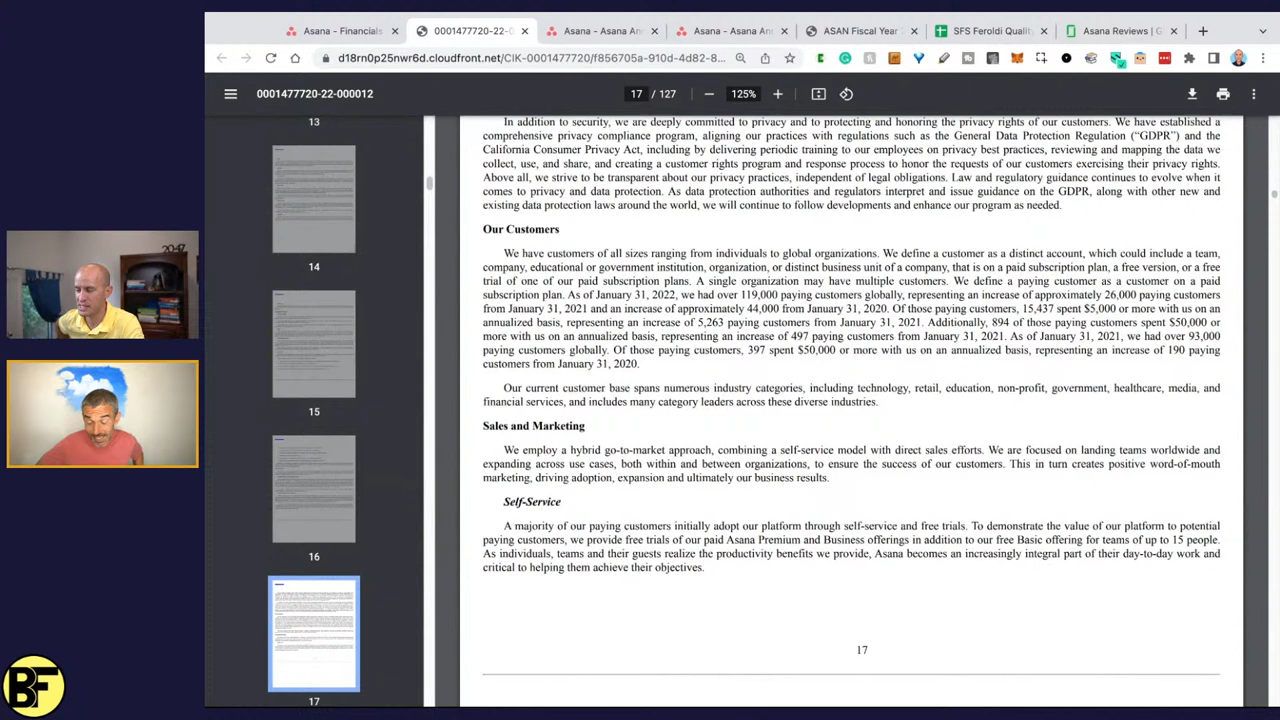 Asana - Financials
0001477720-22-0
Asana - Asana An
Asana - Asana An
ASAN Fiscal Year
SFS Feroldi Qualit
Asana Reviews | G
d18rn0p25nwr6d.cloudfront.net/CIK-0001477720/f856705a-910d-4d82-8...
0001477720-22-000012
17 / 127
125%
13
14
15
16
17
In addition to security, we are deeply committed to privacy and to protecting and honoring the privacy rights of our customers. We have established a
comprehensive privacy compliance program, aligning our practices with regulations such as the General Data Protection Regulation (“GDPR”) and the
California Consumer Privacy Act, including by delivering periodic training to our employees on privacy best practices, reviewing and mapping the data we
collect, use, and share, and creating a customer rights program and response process to honor the requests of our customers exercising their privacy rights.
Above all, we strive to be transparent about our privacy practices, independent of legal obligations. Law and regulatory guidance continues to evolve when it
comes to privacy and data protection. As data protection authorities and regulators interpret and issue guidance on the GDPR, along with other new and
existing data protection laws around the world, we will continue to follow developments and enhance our program as needed.
Our Customers
We have customers of all sizes ranging from individuals to global organizations. We define a customer as a distinct account, which could include a team,
company, educational or government institution, organization, or distinct business unit of a company, that is on a paid subscription plan, a free version, or a free
trial of one of our paid subscription plans. A single organization may have multiple customers. We define a paying customer as a customer on a paid
subscription plan. As of January 31, 2022, we had over 119,000 paying customers globally, representing an increase of approximately 26,000 paying customers
from January 31, 2021 and an increase of approximately 44,000 from January 31, 2020. Of those paying customers, 15,437 spent $5,000 or more with us on an
annualized basis, representing an increase of 5,263 paying customers from January 31, 2021. Additionally, 894 of those paying customers spent $50,000 or
more with us on an annualized basis, representing an increase of 497 paying customers from January 31, 2021. As of January 31, 2021, we had over 93,000
paying customers globally. Of those paying customers, 397 spent $50,000 or more with us on an annualized basis, representing an increase of 190 paying
customers from January 31, 2020.
Our current customer base spans numerous industry categories, including technology, retail, education, non-profit, government, healthcare, media, and
financial services, and includes many category leaders across these diverse industries.
Sales and Marketing
We employ a hybrid go-to-market approach, combining a self-service model with direct sales efforts. We are focused on landing teams worldwide and
expanding across use cases, both within and between organizations, to ensure the success of our customers. This in turn creates positive word-of-mouth
marketing, driving adoption, expansion and ultimately our business results.
Self-Service
A majority of our paying customers initially adopt our platform through self-service and free trials. To demonstrate the value of our platform to potential
paying customers, we provide free trials of our paid Asana Premium and Business offerings in addition to our free Basic offering for teams of up to 15 people.
As individuals, teams and their guests realize the productivity benefits we provide, Asana becomes an increasingly integral part of their day-to-day work and
critical to helping them achieve their objectives.
17
BF